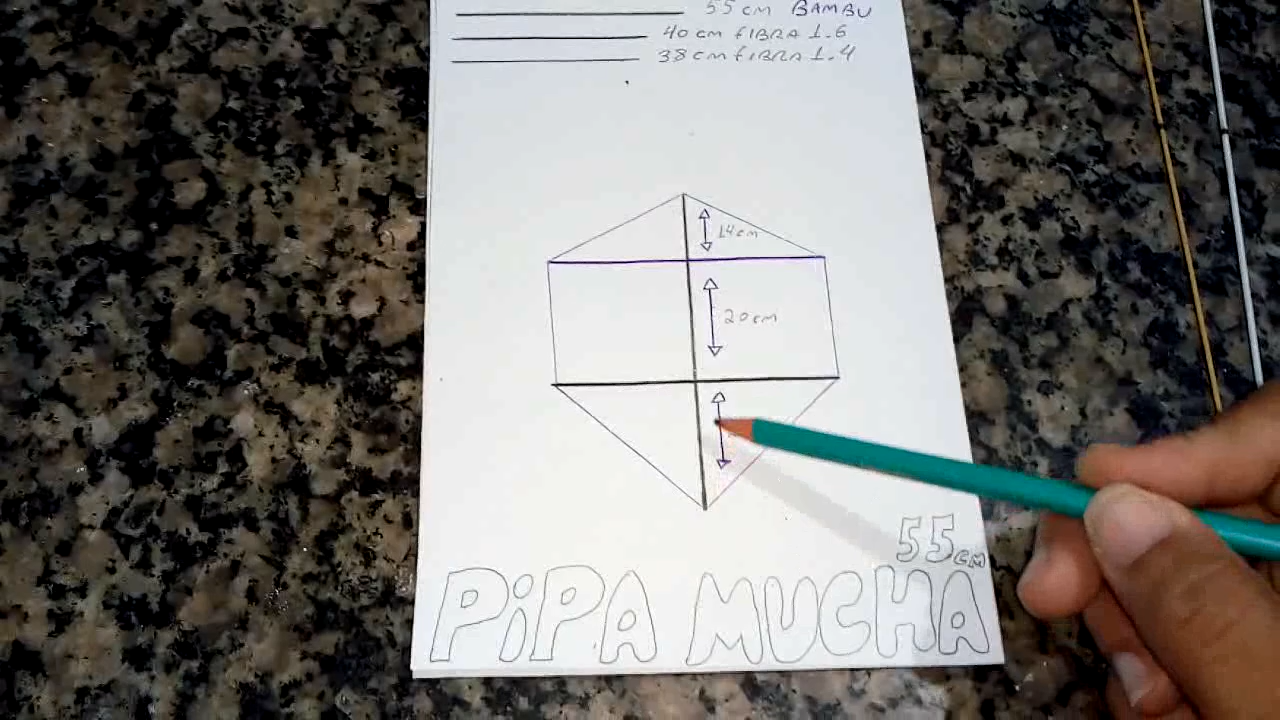 55cm BAMBU
40cm fiBRA 1.6
38cm fiBRA 1.4
14cm
20cm
55cm
PiPA MUCHA